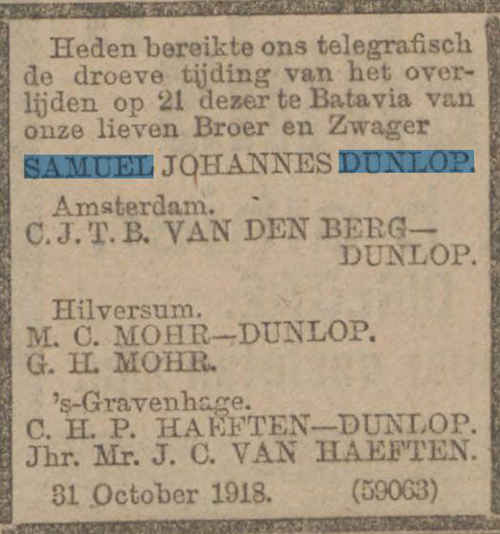 Heden bereikte ons telegrafisch
de droeve tijding van het over-
lijden op 21 dezer te Batavia van
onze lieven Broer en Zwager
SAMUEL JOHANNES DUNLOP.
Amsterdam.
C. J. T. B. VAN DEN BERG—
DUNLOP.
Hilversum.
M. C. MOHR—DUNLOP.
G. H. MOHR.
's-Gravenhage.
C. H. P. HAEFTEN—DUNLOP.
Jhr. Mr. J. C. VAN HAEFTEN.
31 October 1918. (59063)